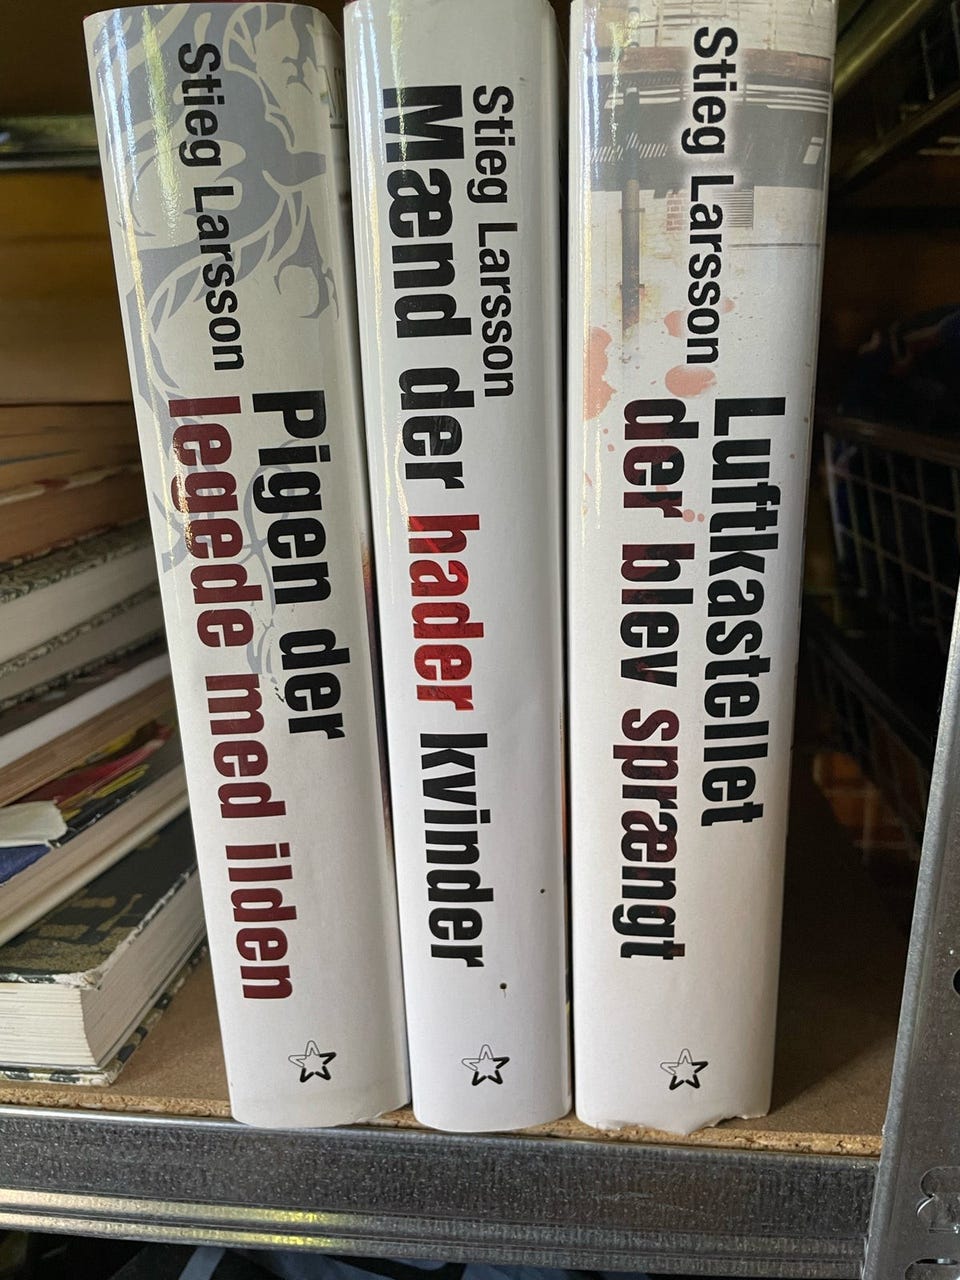 Stieg Larsson
Pigen der
legede med ilden
Stieg Larsson
Mænd der hader kvinder
Stieg Larsson
Luftkastellet
der blev sprængt